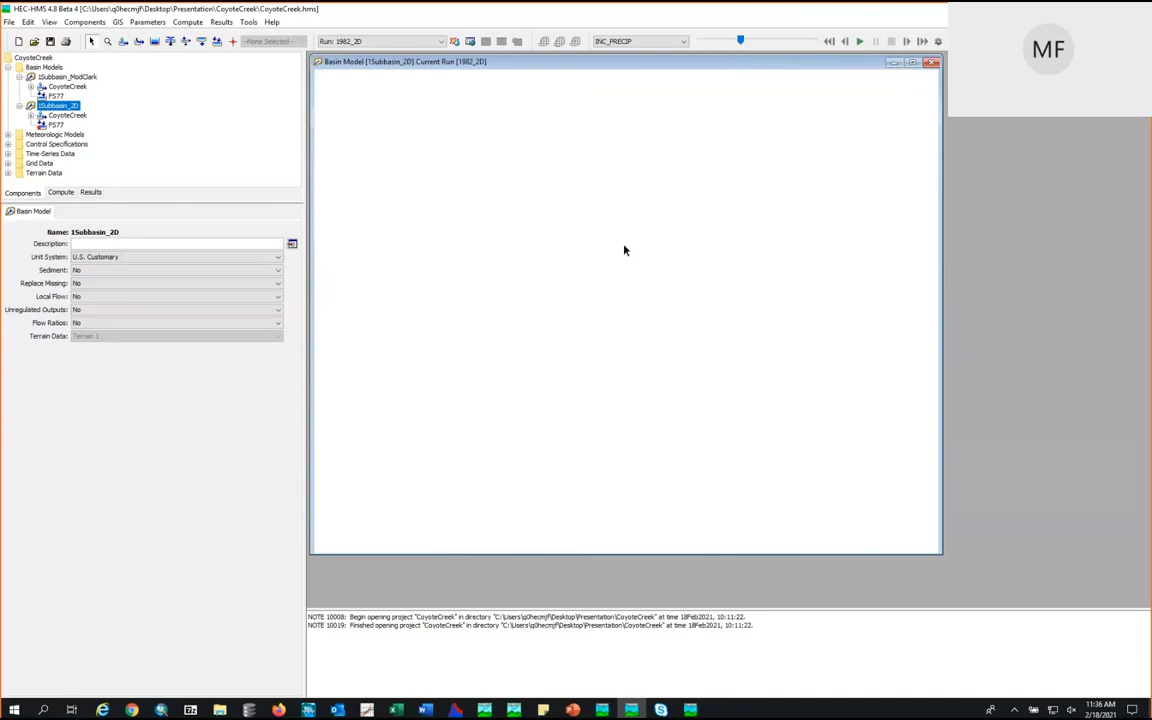 HEC-HMS 4.8 Beta 4 [C:\Users\q0hecmjf\Desktop\Presentation\CoyoteCreek\CoyoteCreek.hms]
File Edit View Components GIS Parameters Compute Results Tools Help
--None Selected-- Run: 1982_2D INC_PRECIP
MF
CoyoteCreek
Basin Models
1Subbasin_ModClark
CoyoteCreek
FS77
1Subbasin_2D
CoyoteCreek
FS77
Meteorologic Models
Control Specifications
Time-Series Data
Grid Data
Terrain Data
Components Compute Results
Basin Model
Name: 1Subbasin_2D
Description:
Unit System: U.S. Customary
Sediment: No
Replace Missing: No
Local Flow: No
Unregulated Outputs: No
Flow Ratios: No
Terrain Data: Terrain 1
Basin Model [1Subbasin_2D] Current Run [1982_2D]
NOTE 10008: Begin opening project "CoyoteCreek" in directory "C:\Users\q0hecmjf\Desktop\Presentation\CoyoteCreek" at time 18Feb2021, 10:11:22.
NOTE 10019: Finished opening project "CoyoteCreek" in directory "C:\Users\q0hecmjf\Desktop\Presentation\CoyoteCreek" at time 18Feb2021, 10:11:22.
11:36 AM
2/18/2021